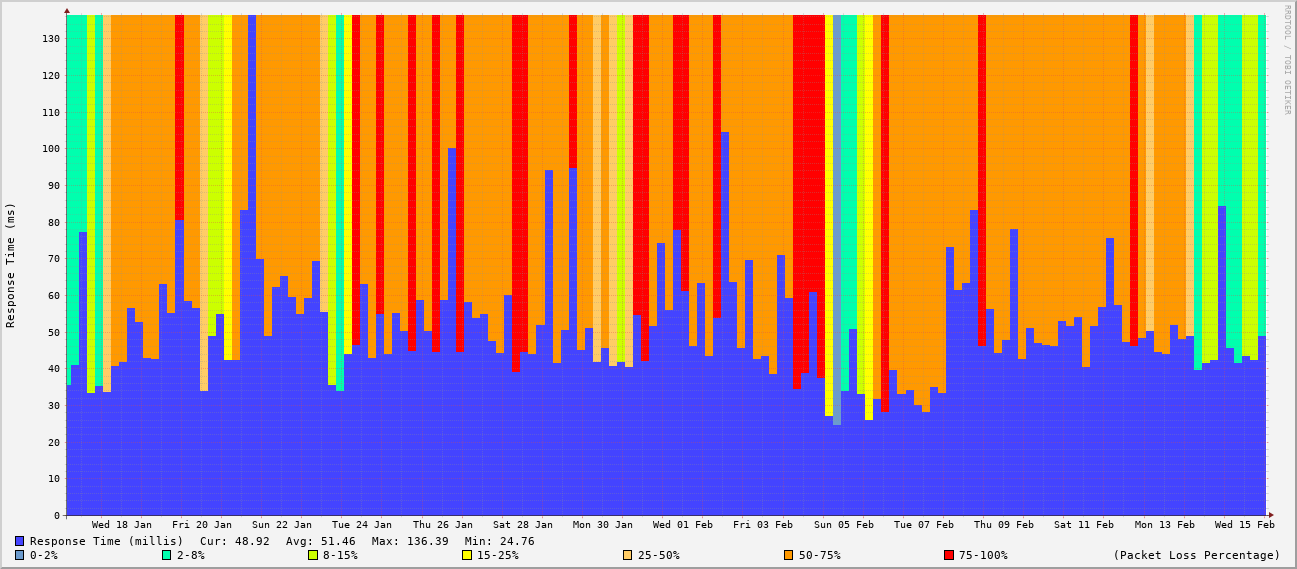 RRDTOOL / TOBI OETIKER
Response Time (ms)
130
120
110
100
90
80
70
60
50
40
30
20
10
0
Wed 18 Jan Fri 20 Jan Sun 22 Jan Tue 24 Jan Thu 26 Jan Sat 28 Jan Mon 30 Jan Wed 01 Feb Fri 03 Feb Sun 05 Feb Tue 07 Feb Thu 09 Feb Sat 11 Feb Mon 13 Feb Wed 15 Feb
Response Time (millis) Cur: 48.92 Avg: 51.46 Max: 136.39 Min: 24.76
0-2% 2-8% 8-15% 15-25% 25-50% 50-75% 75-100% (Packet Loss Percentage)